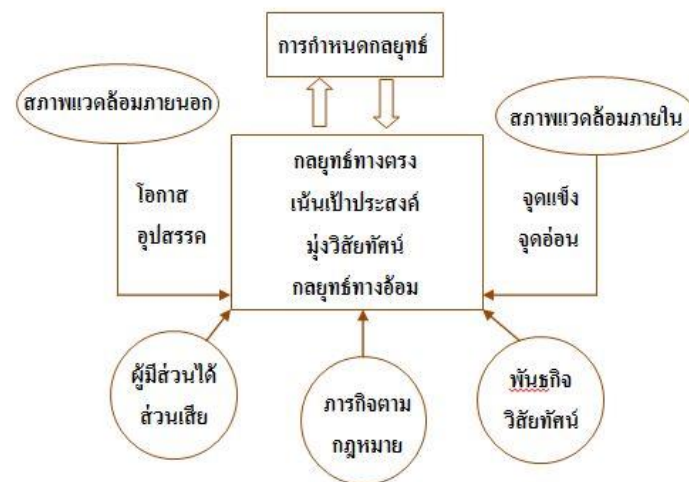 การกำหนดกลยุทธ์
สภาพแวดล้อมภายนอก
สภาพแวดล้อมภายใน
กลยุทธ์ทางตรง
เน้นเป้าประสงค์
มุ่งวิสัยทัศน์
กลยุทธ์ทางอ้อม
โอกาส
อุปสรรค
จุดแข็ง
จุดอ่อน
ผู้มีส่วนได้
ส่วนเสีย
ภารกิจตาม
กฎหมาย
พันธกิจ
วิสัยทัศน์